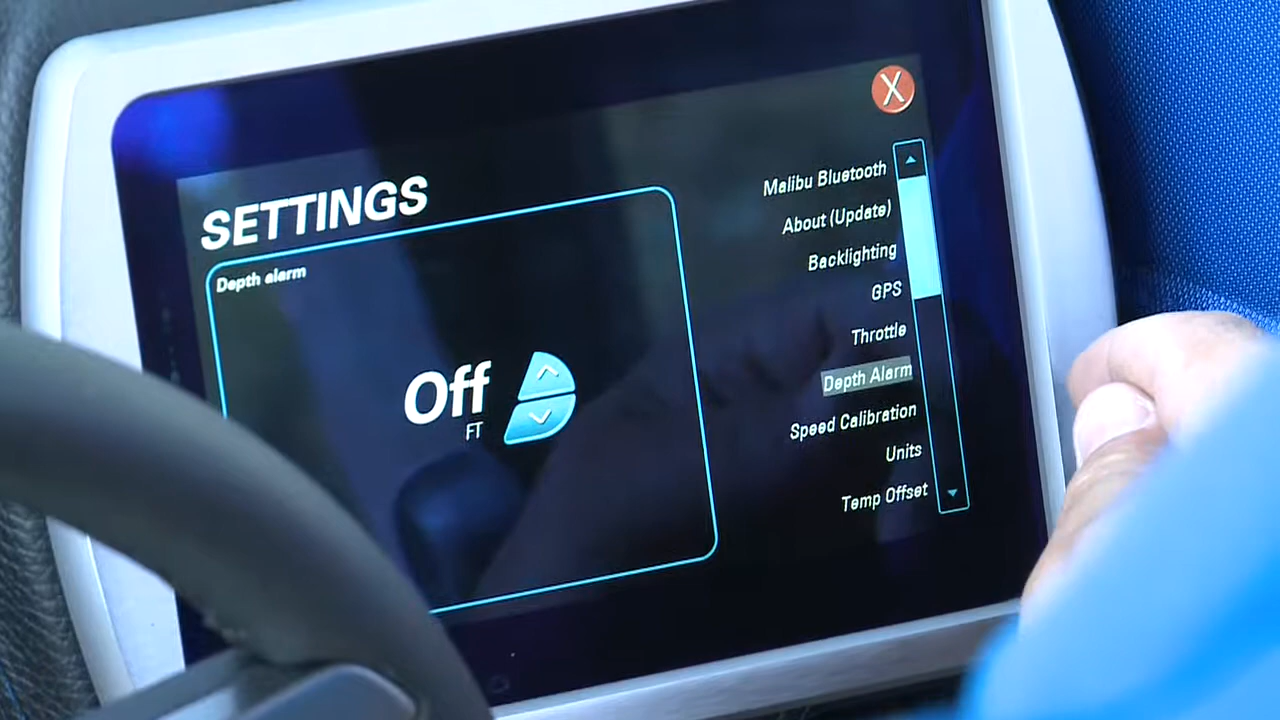 SETTINGS
Depth alarm
Off
FT
X
Malibu Bluetooth
About (Update)
Backlighting
GPS
Throttle
Depth Alarm
Speed Calibration
Units
Temp Offset